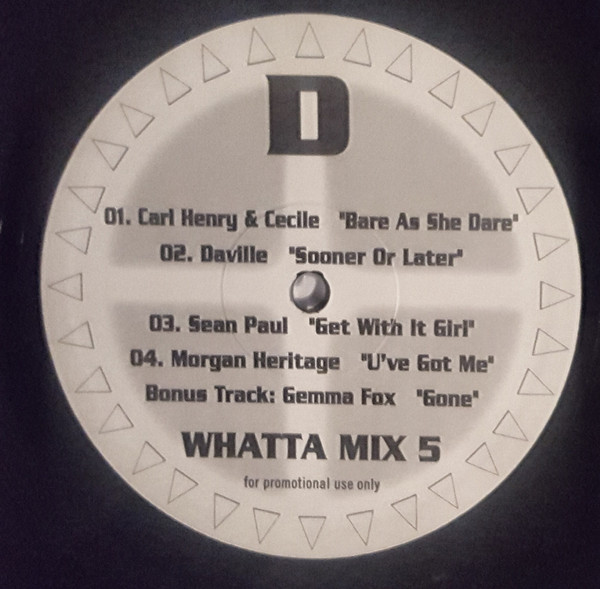 D
01. Carl Henry & Cecile "Bare As She Dare"
02. Daville "Sooner Or Later"
03. Sean Paul "Get With It Girl"
04. Morgan Heritage "U've Got Me"
Bonus Track: Gemma Fox "Gone"
WHATTA MIX 5
for promotional use only